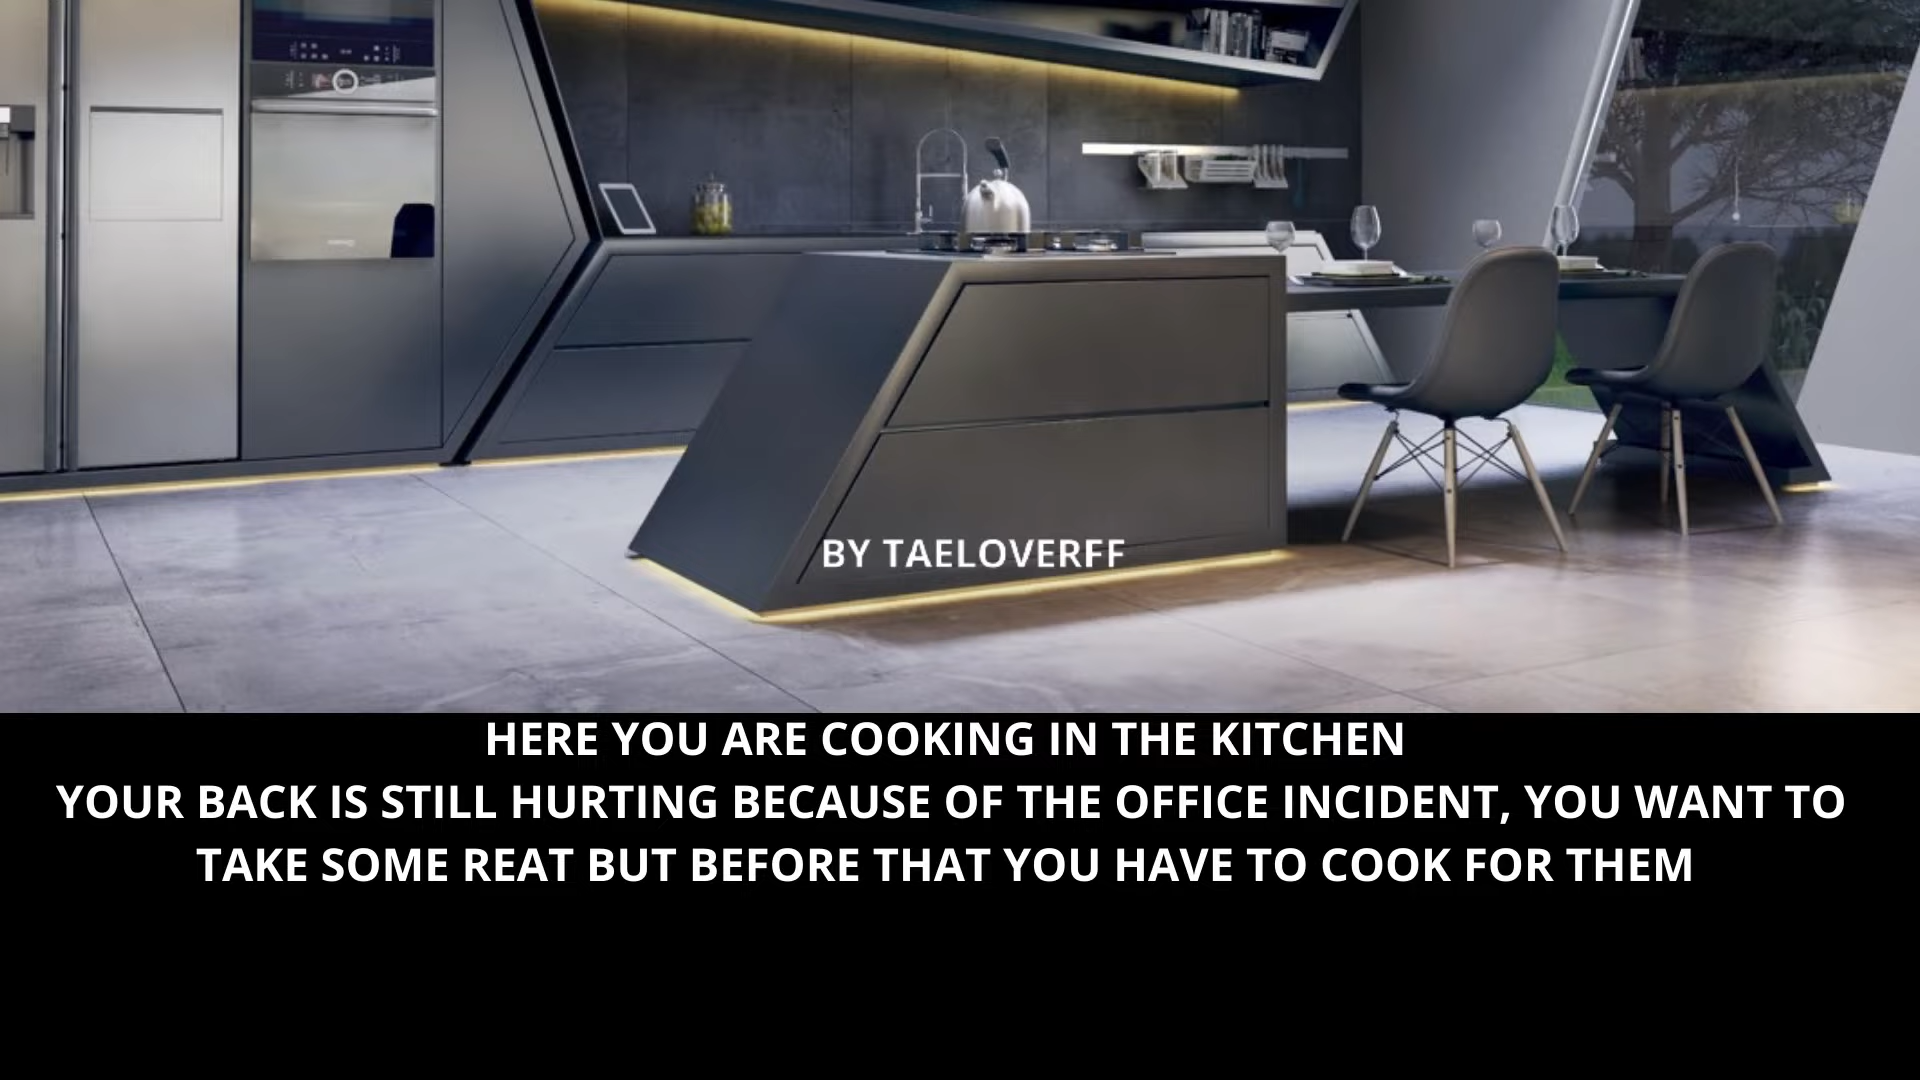 BY TAELOVERFF
HERE YOU ARE COOKING IN THE KITCHEN
YOUR BACK IS STILL HURTING BECAUSE OF THE OFFICE INCIDENT, YOU WANT TO
TAKE SOME REAT BUT BEFORE THAT YOU HAVE TO COOK FOR THEM